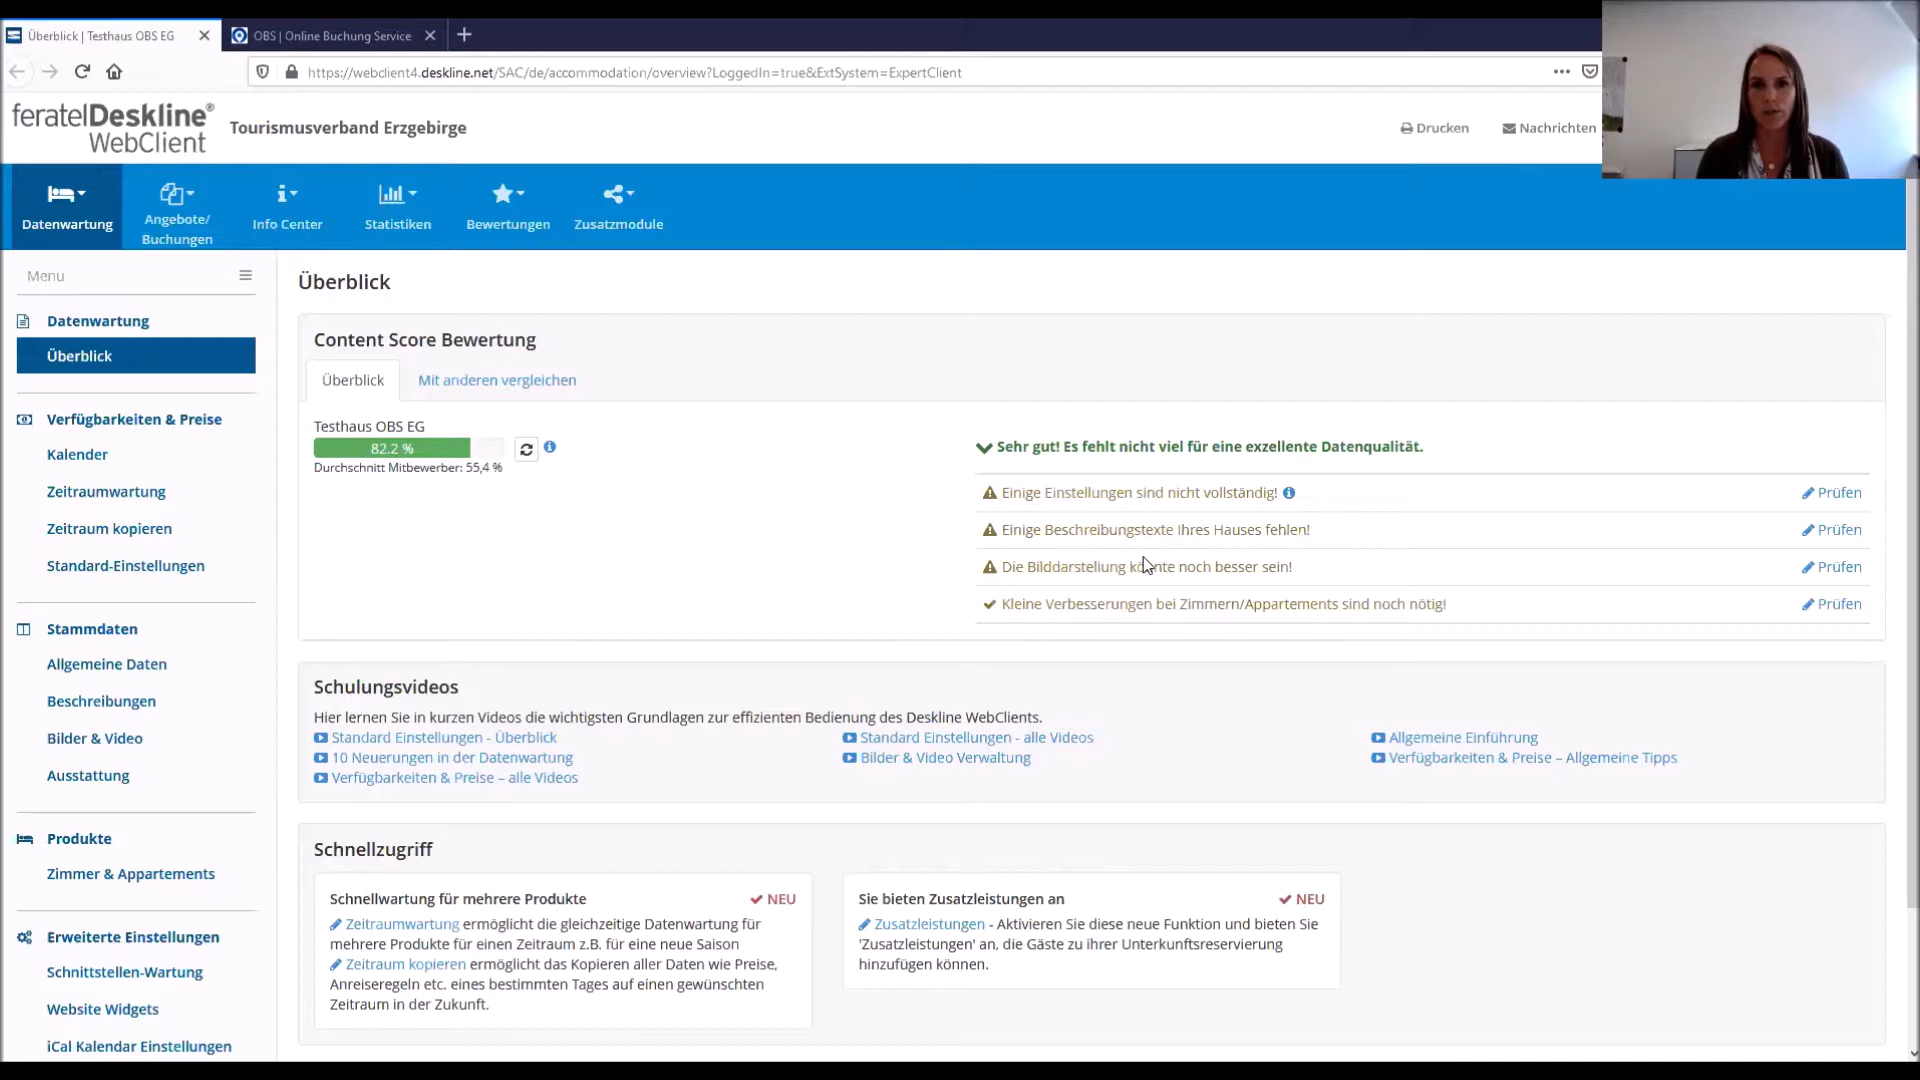 Überblick | Testhaus OBS EG
OBS | Online Buchung Service
https://webclient4.deskline.net/SAC/de/accommodation/overview?LoggedIn=true&ExtSystem=ExpertClient
feratelDeskline®
WebClient
Tourismusverband Erzgebirge
Drucken
Nachrichten
Datenwartung
Angebote/
Buchungen
Info Center
Statistiken
Bewertungen
Zusatzmodule
Menu
Datenwartung
Überblick
Verfügbarkeiten & Preise
Kalender
Zeitraumwartung
Zeitraum kopieren
Standard-Einstellungen
Stammdaten
Allgemeine Daten
Beschreibungen
Bilder & Video
Ausstattung
Produkte
Zimmer & Appartements
Erweiterte Einstellungen
Schnittstellen-Wartung
Website Widgets
iCal Kalendar Einstellungen
Überblick
Content Score Bewertung
Überblick
Mit anderen vergleichen
Testhaus OBS EG
82.2 %
Durchschnitt Mitbewerber: 55,4 %
Sehr gut! Es fehlt nicht viel für eine exzellente Datenqualität.
Einige Einstellungen sind nicht vollständig! Prüfen
Einige Beschreibungstexte Ihres Hauses fehlen! Prüfen
Die Bilddarstellung könnte noch besser sein! Prüfen
Kleine Verbesserungen bei Zimmern/Appartements sind noch nötig! Prüfen
Schulungsvideos
Hier lernen Sie in kurzen Videos die wichtigsten Grundlagen zur effizienten Bedienung des Deskline WebClients.
Standard Einstellungen - Überblick
Standard Einstellungen - alle Videos
Allgemeine Einführung
10 Neuerungen in der Datenwartung
Bilder & Video Verwaltung
Verfügbarkeiten & Preise – Allgemeine Tipps
Verfügbarkeiten & Preise – alle Videos
Schnellzugriff
Schnellwartung für mehrere Produkte NEU
Zeitraumwartung ermöglicht die gleichzeitige Datenwartung für
mehrere Produkte für einen Zeitraum z.B. für eine neue Saison
Zeitraum kopieren ermöglicht das Kopieren aller Daten wie Preise,
Anreiseregeln etc. eines bestimmten Tages auf einen gewünschten
Zeitraum in der Zukunft.
Sie bieten Zusatzleistungen an NEU
Zusatzleistungen - Aktivieren Sie diese neue Funktion und bieten Sie
'Zusatzleistungen' an, die Gäste zu ihrer Unterkunftsreservierung
hinzufügen können.